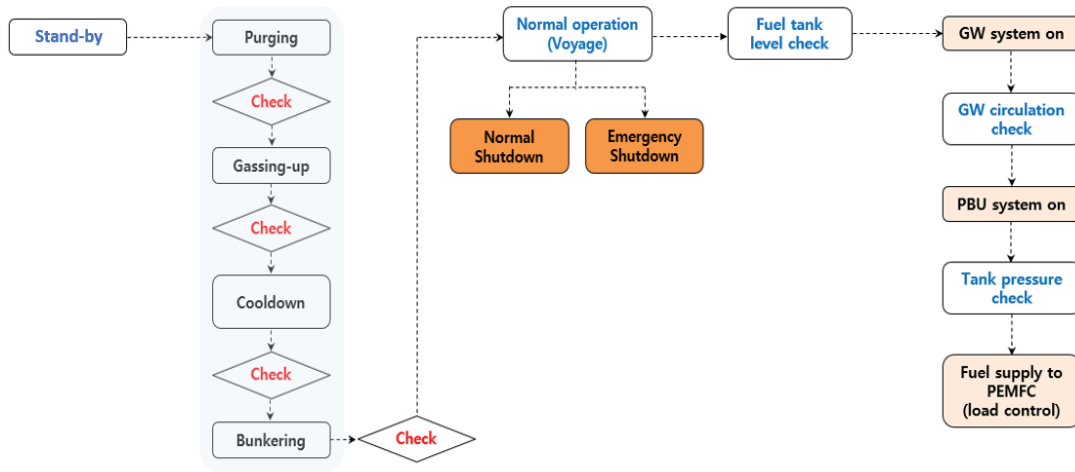 Stand-by
Purging
Check
Gassing-up
Check
Cooldown
Check
Bunkering
Check
Normal operation
(Voyage)
Normal
Shutdown
Emergency
Shutdown
Fuel tank
level check
GW system on
GW circulation
check
PBU system on
Tank pressure
check
Fuel supply to
PEMFC
(load control)